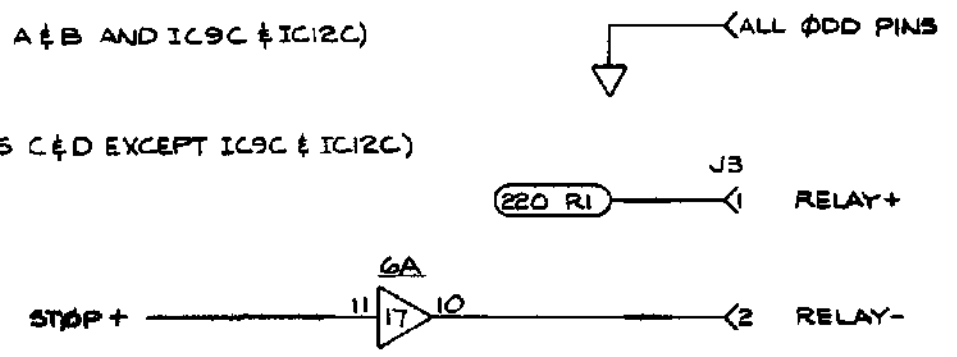 A & B AND IC9C & IC12C)
<ALL ØDD PINS
S C & D EXCEPT IC9C & IC12C)
J3
220 R1
1 RELAY+
6A
STØP+ 11 17 10 2 RELAY-